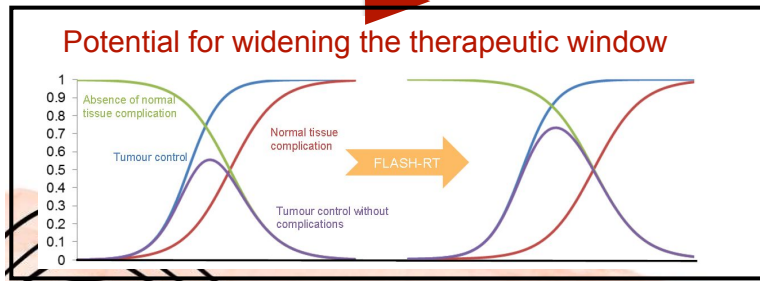 Potential for widening the therapeutic window
1
0.9
0.8
0.7
0.6
0.5
0.4
0.3
0.2
0.1
0
Absence of normal
tissue complication
Tumour control
Normal tissue
complication
Tumour control without
complications
FLASH-RT